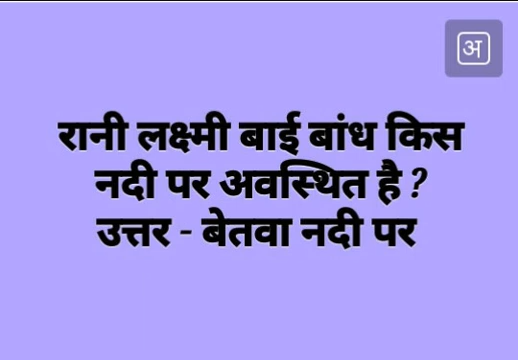 अ
रानी लक्ष्मी बाई बांध किस
नदी पर अवस्थित है ?
उत्तर - बेतवा नदी पर